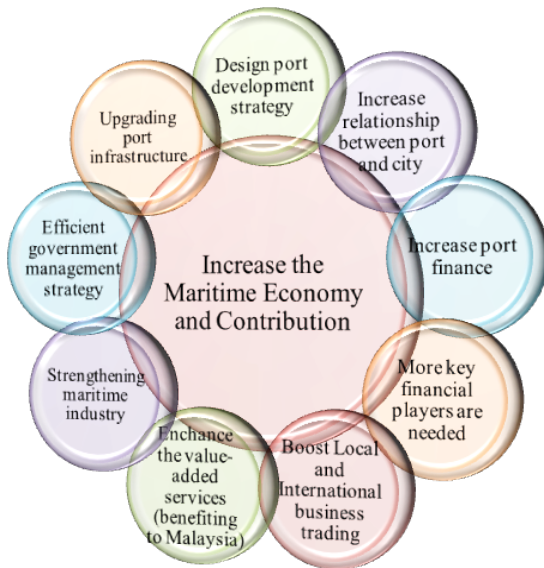 Design port
development
strategy
Increase
relationship
between port
and city
Increase port
finance
More key
financial
players are
needed
Boost Local and
International
business
trading
Enchance
the value-
added
services
(benefiting
to Malaysia)
Strengthening
maritime
industry
Efficient
government
management
strategy
Upgrading
port
infrastructure
Increase the
Maritime Economy
and Contribution